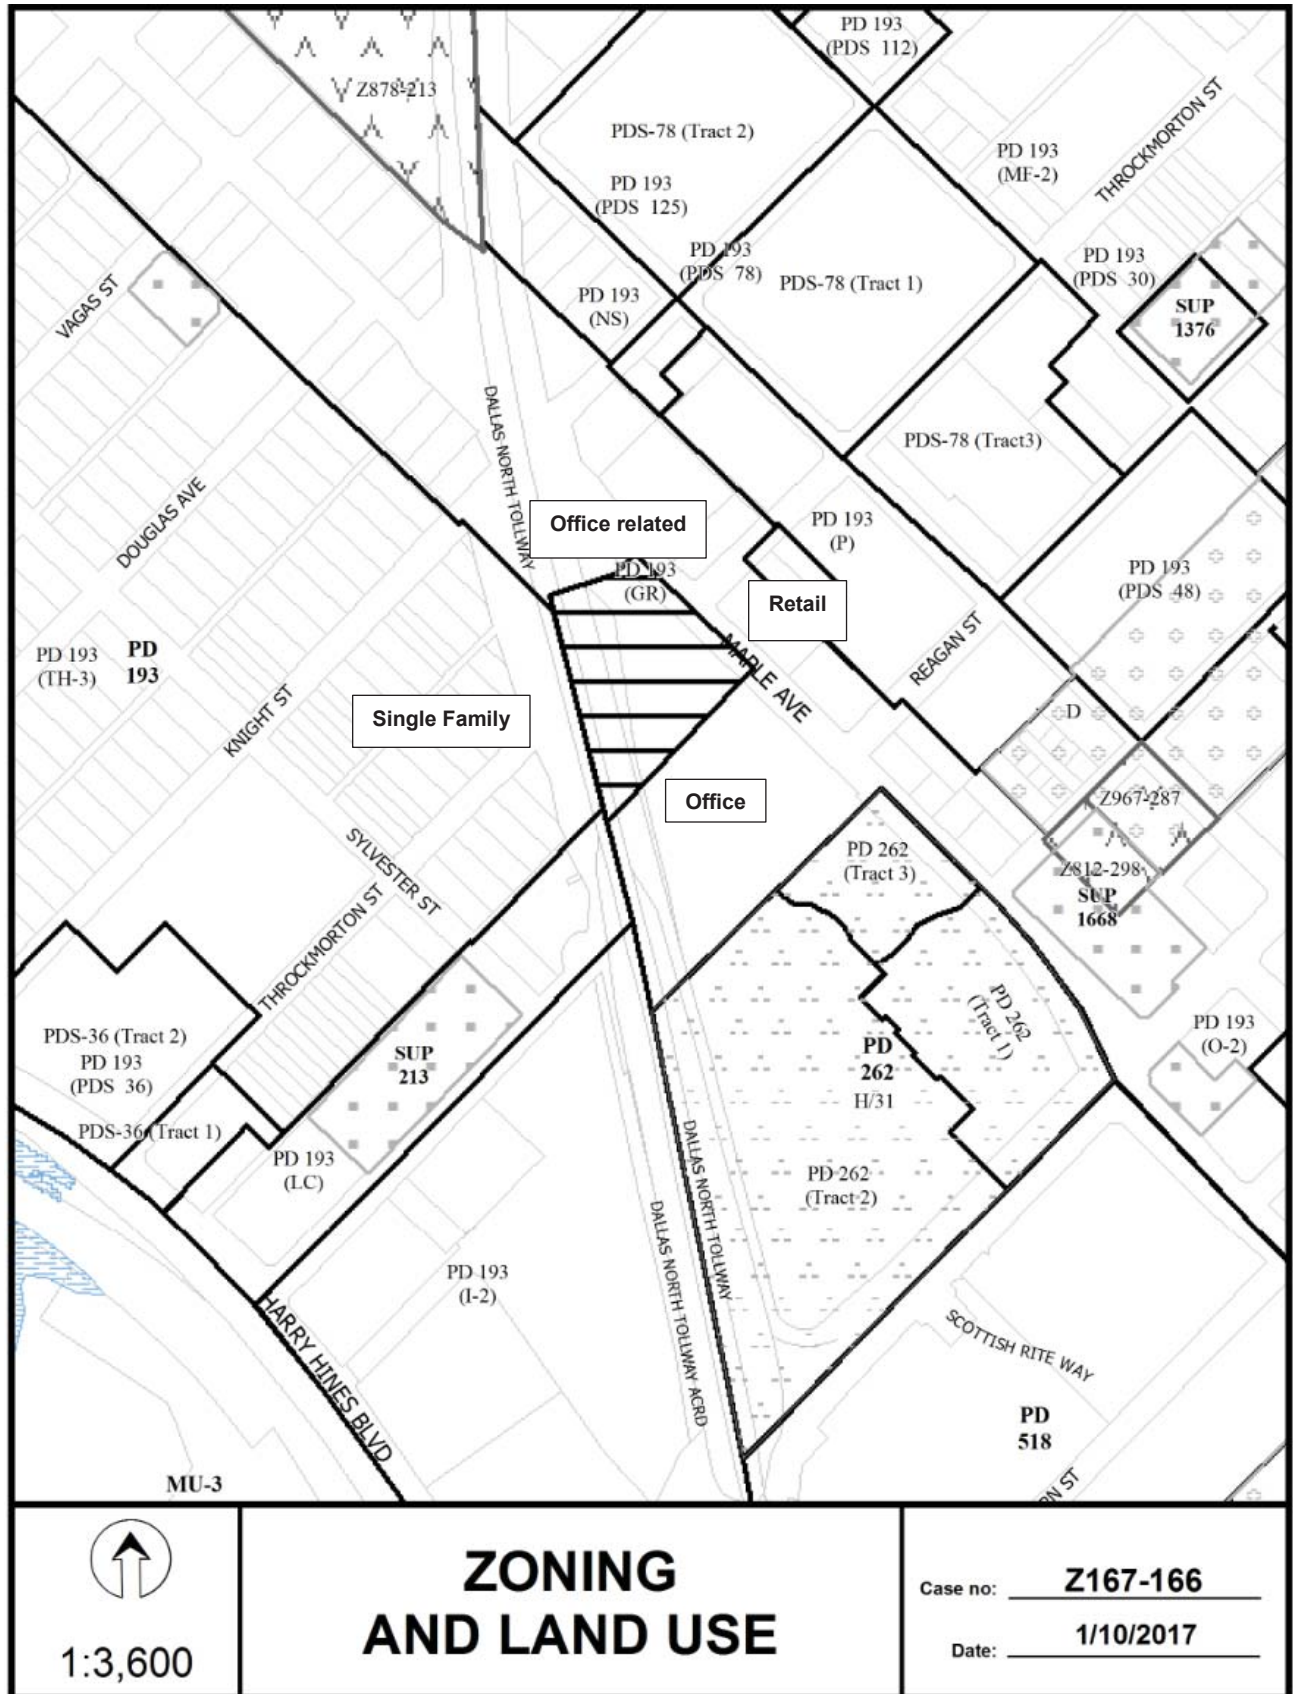 PD 193
(PDS 112)
Z878-213
PDS-78 (Tract 2)
THROCKMORTON ST
PD 193
(MF-2)
PD 193
(PDS 125)
PD 193
(PDS 78)
PD 193
(PDS 30)
PDS-78 (Tract 1)
VAGAS ST
PD 193
(NS)
SUP
1376
DALLAS NORTH TOLLWAY
PDS-78 (Tract3)
DOUGLAS AVE
Office related
PD 193
(P)
PD 193
(GR)
PD 193
(PDS 48)
Retail
REAGAN ST
MAPLE AVE
PD 193
(TH-3)
PD
193
KNIGHT ST
Single Family
D
Office
Z967-287
SYLVESTER ST
PD 262
(Tract 3)
Z812-298
SUP
1668
THROCKMORTON ST
PD 262
(Tract 1)
PDS-36 (Tract 2)
PD 193
(PDS 36)
SUP
213
PD
262
H/31
PD 193
(O-2)
PDS-36 (Tract 1)
PD 193
(LC)
DALLAS NORTH TOLLWAY
PD 262
(Tract 2)
DALLAS NORTH TOLLWAY ACRD
PD 193
(I-2)
HARRY HINES BLVD
SCOTTISH RITE WAY
PD
518
MU-3
RN ST
1:3,600
ZONING
AND LAND USE
Case no: Z167-166
Date: 1/10/2017